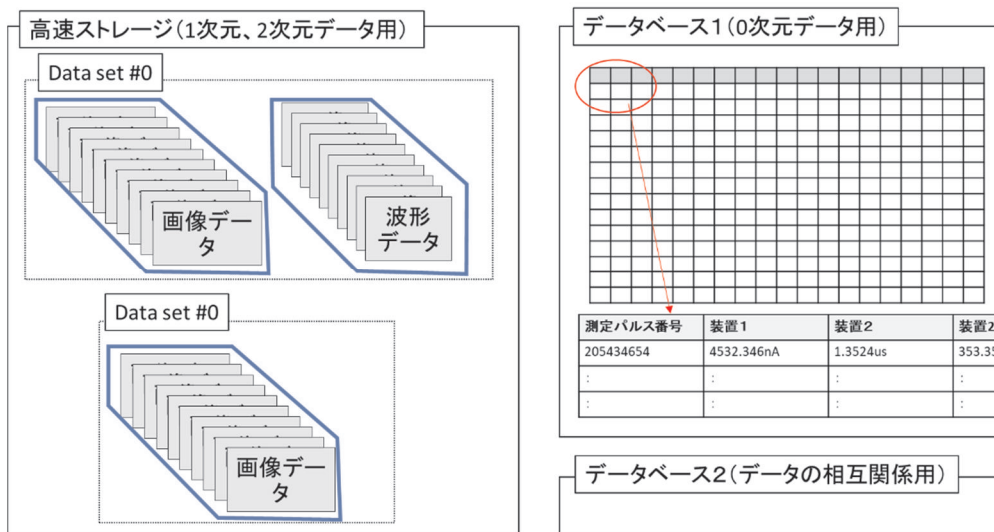 高速ストレージ(1次元、2次元データ用)
Data set #0
画像デー
タ
波形
データ
Data set #0
画像デー
タ
データベース1(0次元データ用)
測定パルス番号 装置1 装置2
205434654 4532.346nA 1.3524us
: : : :
: : : :
データベース2(データの相互関係用)